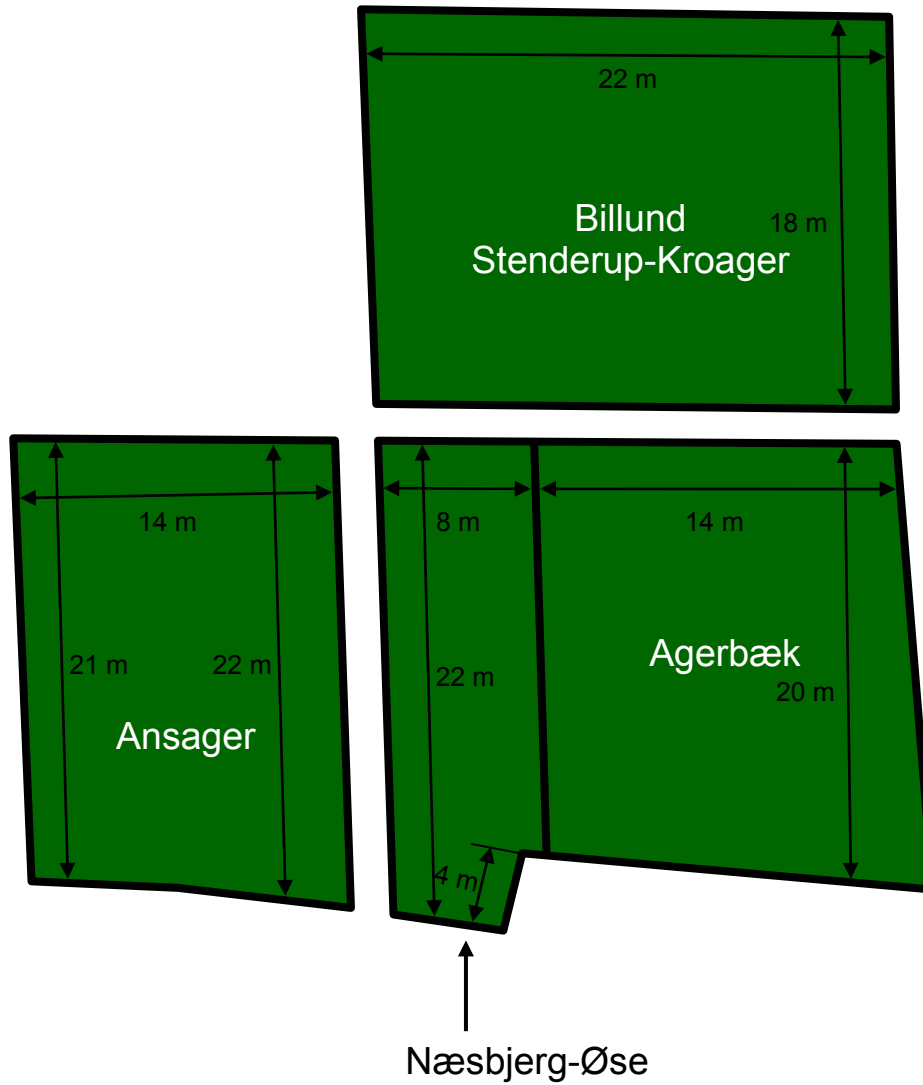 22 m
Billund
18 m
Stenderup-Kroager
14 m
8 m
14 m
21 m
22 m
22 m
Agerbæk
20 m
Ansager
4 m
Næsbjerg-Øse